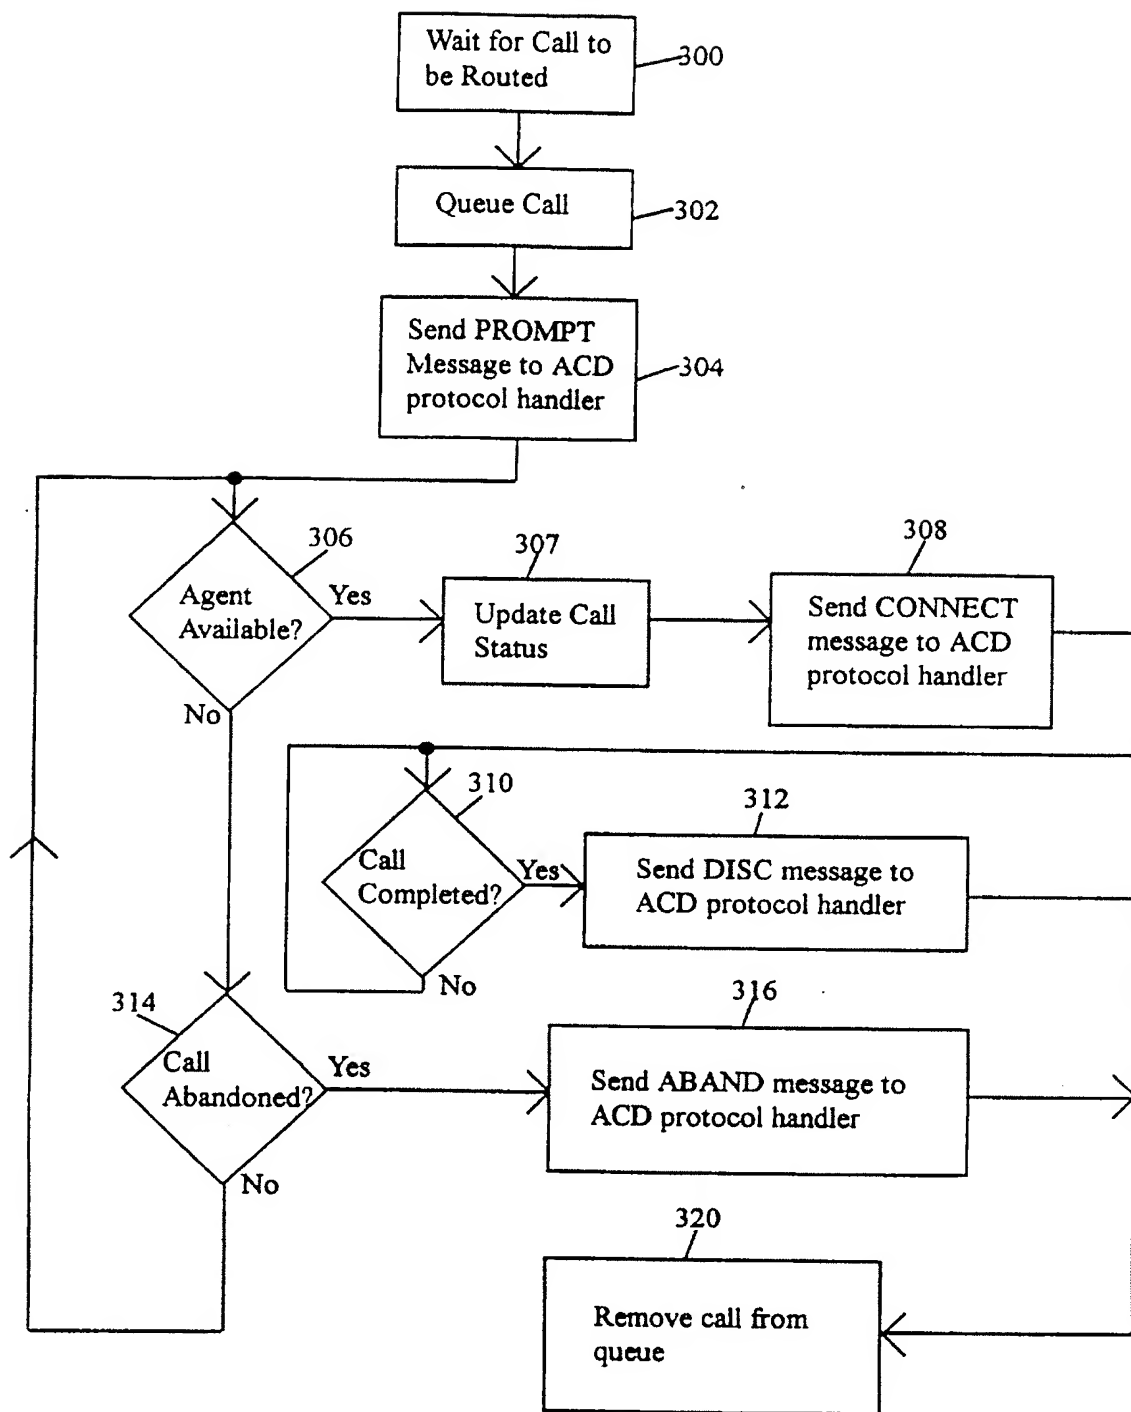 Wait for Call to
be Routed
300
Queue Call
302
Send PROMPT
Message to ACD
protocol handler
304
306
Agent
Available?
Yes
No
307
Update Call
Status
308
Send CONNECT
message to ACD
protocol handler
310
Call
Completed?
Yes
No
312
Send DISC message to
ACD protocol handler
314
Call
Abandoned?
Yes
No
316
Send ABAND message to
ACD protocol handler
320
Remove call from
queue